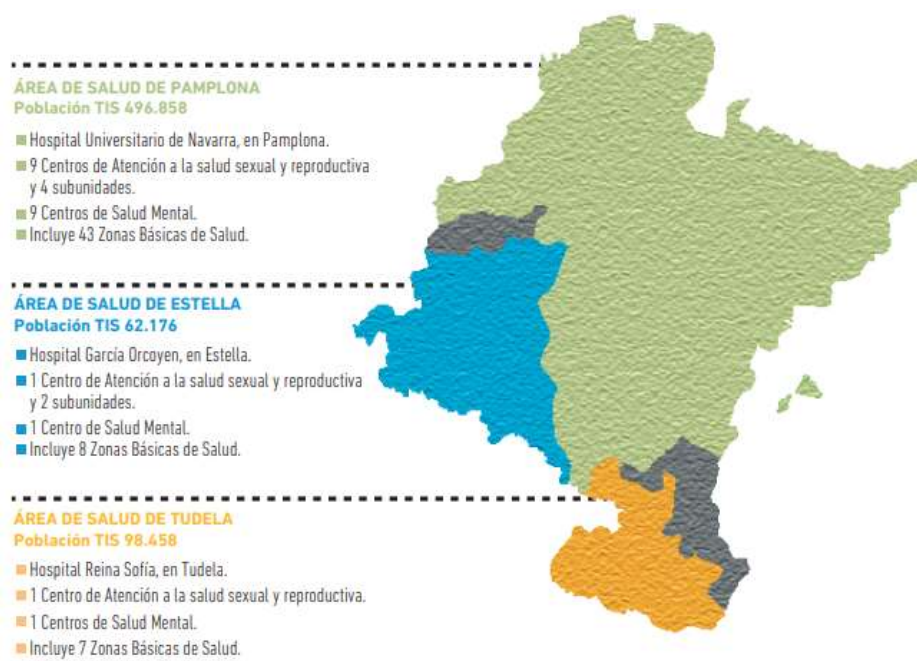 ÁREA DE SALUD DE PAMPLONA
Población TIS 496.858
Hospital Universitario de Navarra, en Pamplona.
9 Centros de Atención a la salud sexual y reproductiva
y 4 subunidades.
9 Centros de Salud Mental.
Incluye 43 Zonas Básicas de Salud.
ÁREA DE SALUD DE ESTELLA
Población TIS 62.176
Hospital García Orcoyen, en Estella.
1 Centro de Atención a la salud sexual y reproductiva
y 2 subunidades.
1 Centro de Salud Mental.
Incluye 8 Zonas Básicas de Salud.
ÁREA DE SALUD DE TUDELA
Población TIS 98.458
Hospital Reina Sofía, en Tudela.
1 Centro de Atención a la salud sexual y reproductiva.
1 Centros de Salud Mental.
Incluye 7 Zonas Básicas de Salud.